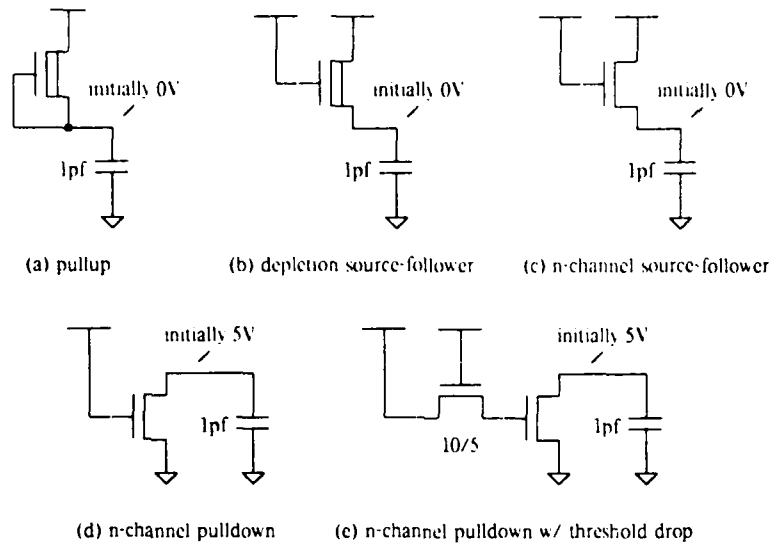 initially 0V
1pf
(a) pullup
initially 0V
1pf
(b) depletion source-follower
initially 0V
1pf
(c) n-channel source-follower
initially 5V
1pf
(d) n-channel pulldown
initially 5V
10/5
1pf
(e) n-channel pulldown w/ threshold drop